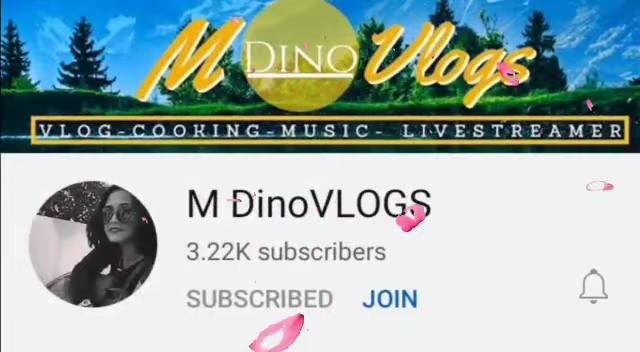 M DINO Vlogs
VLOG-COOKING-MUSIC- LIVESTREAMER
M DinoVLOGS
3.22K subscribers
SUBSCRIBED JOIN